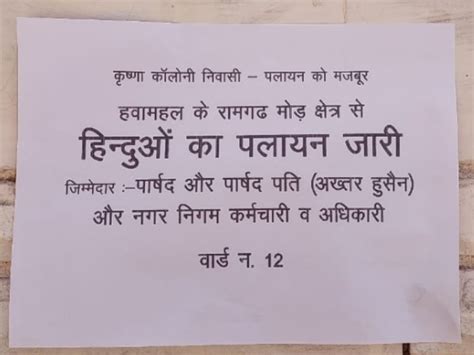 कृष्णा कॉलोनी निवासी – पलायन को मजबूर
हवामहल के रामगढ मोड़ क्षेत्र से
हिन्दुओं का पलायन जारी
जिम्मेदार :–पार्षद और पार्षद पति (अख्तर हुसैन)
और नगर निगम कर्मचारी व अधिकारी
वार्ड न. 12